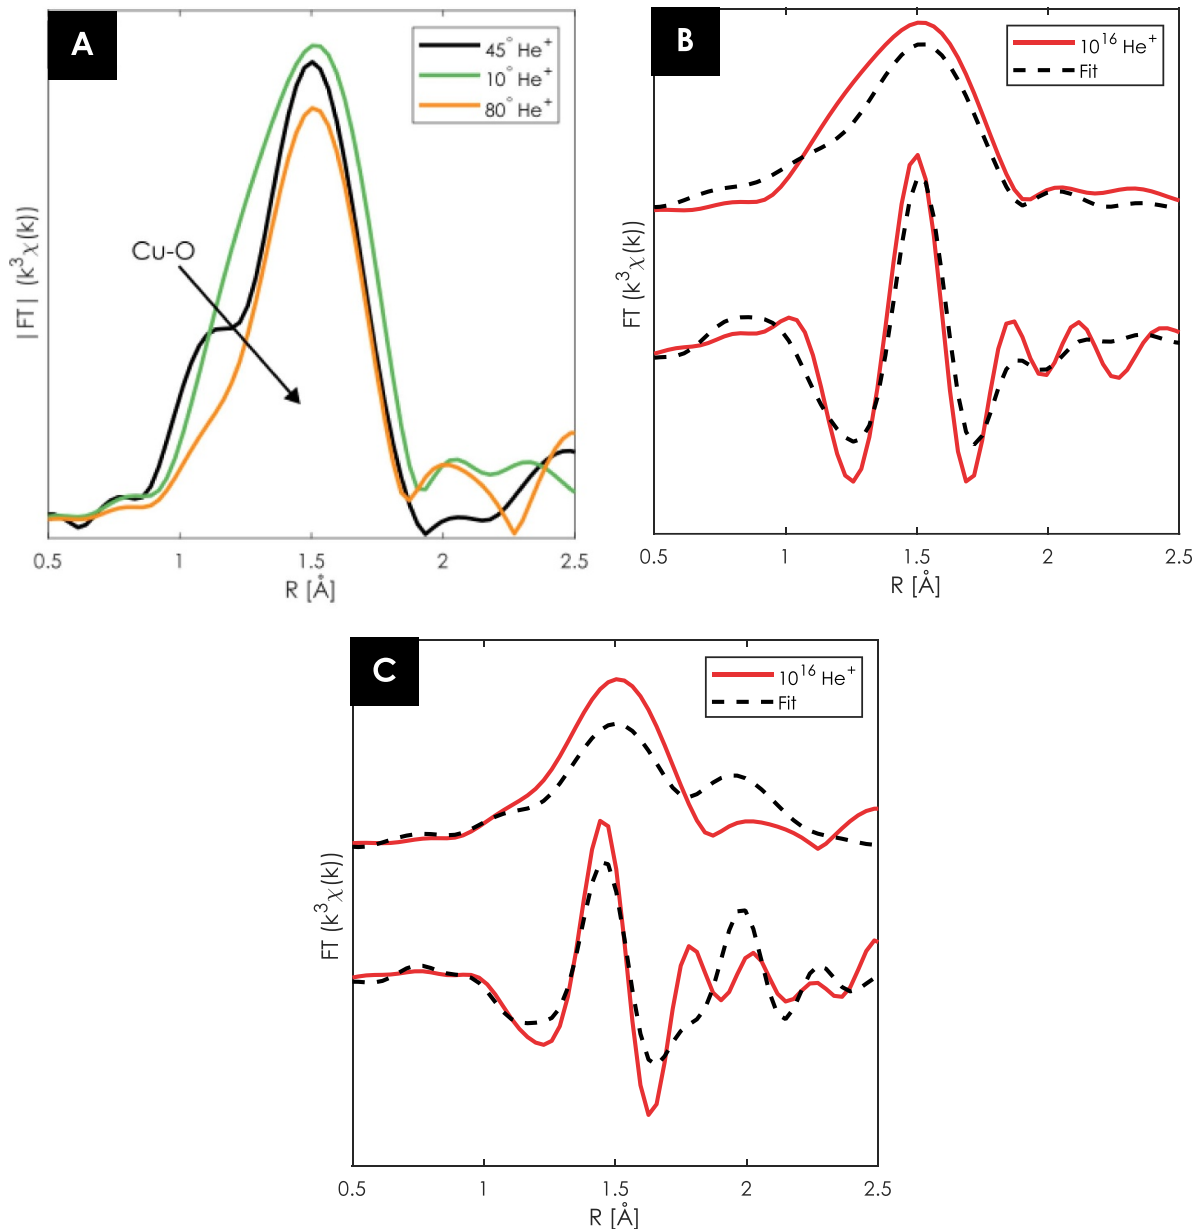 A
45° He⁺
10° He⁺
80° He⁺
Cu-O
|FT| (k³χ(k))
0.5 1 1.5 2 2.5
R [Å]
B
10¹⁶ He⁺
Fit
FT (k³χ(k))
0.5 1 1.5 2 2.5
R [Å]
C
10¹⁶ He⁺
Fit
FT (k³χ(k))
0.5 1 1.5 2 2.5
R [Å]